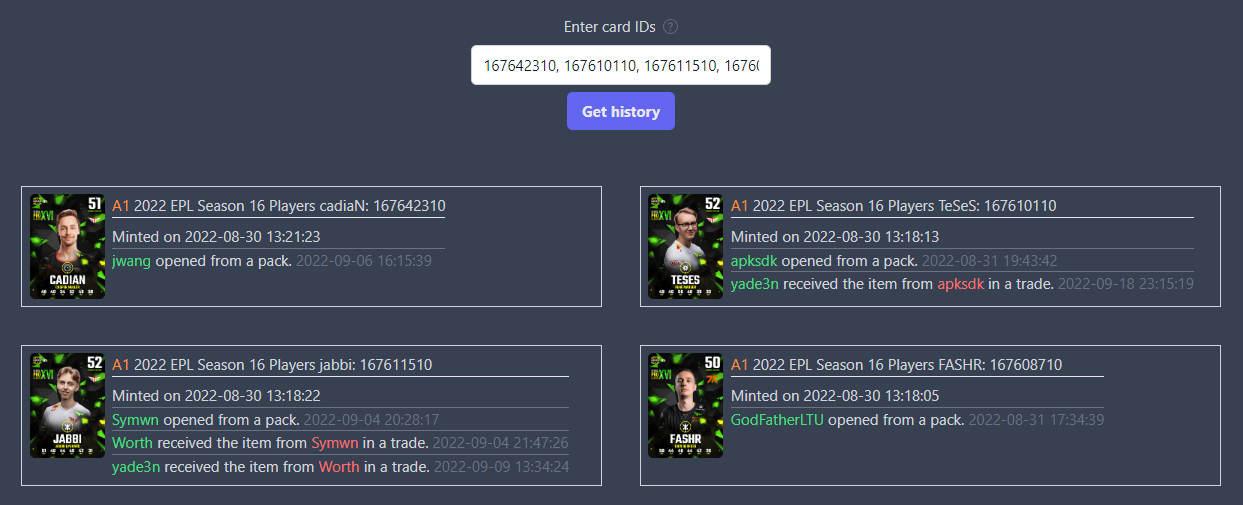 Enter card IDs ?
167642310, 167610110, 167611510, 16760
Get history
51
CADIAN
A1 2022 EPL Season 16 Players cadiaN: 167642310
Minted on 2022-08-30 13:21:23
jwang opened from a pack. 2022-09-06 16:15:39
52
TESES
A1 2022 EPL Season 16 Players TeSeS: 167610110
Minted on 2022-08-30 13:18:13
apksdk opened from a pack. 2022-08-31 19:43:42
yade3n received the item from apksdk in a trade. 2022-09-18 23:15:19
52
JABBI
A1 2022 EPL Season 16 Players jabbi: 167611510
Minted on 2022-08-30 13:18:22
Symwn opened from a pack. 2022-09-04 20:28:17
Worth received the item from Symwn in a trade. 2022-09-04 21:47:26
yade3n received the item from Worth in a trade. 2022-09-09 13:34:24
50
FASHR
A1 2022 EPL Season 16 Players FASHR: 167608710
Minted on 2022-08-30 13:18:05
GodFatherLTU opened from a pack. 2022-08-31 17:34:39